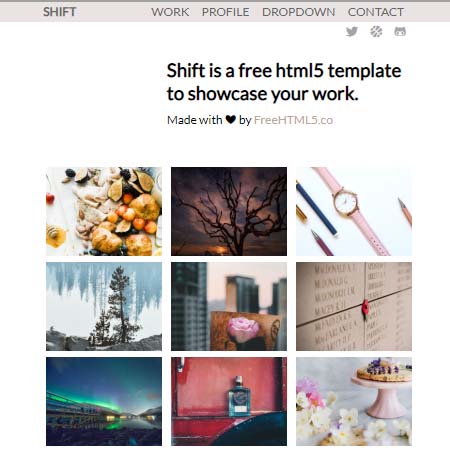 SHIFT WORK PROFILE DROPDOWN CONTACT
Shift is a free html5 template
to showcase your work.
Made with ♥ by FreeHTML5.co